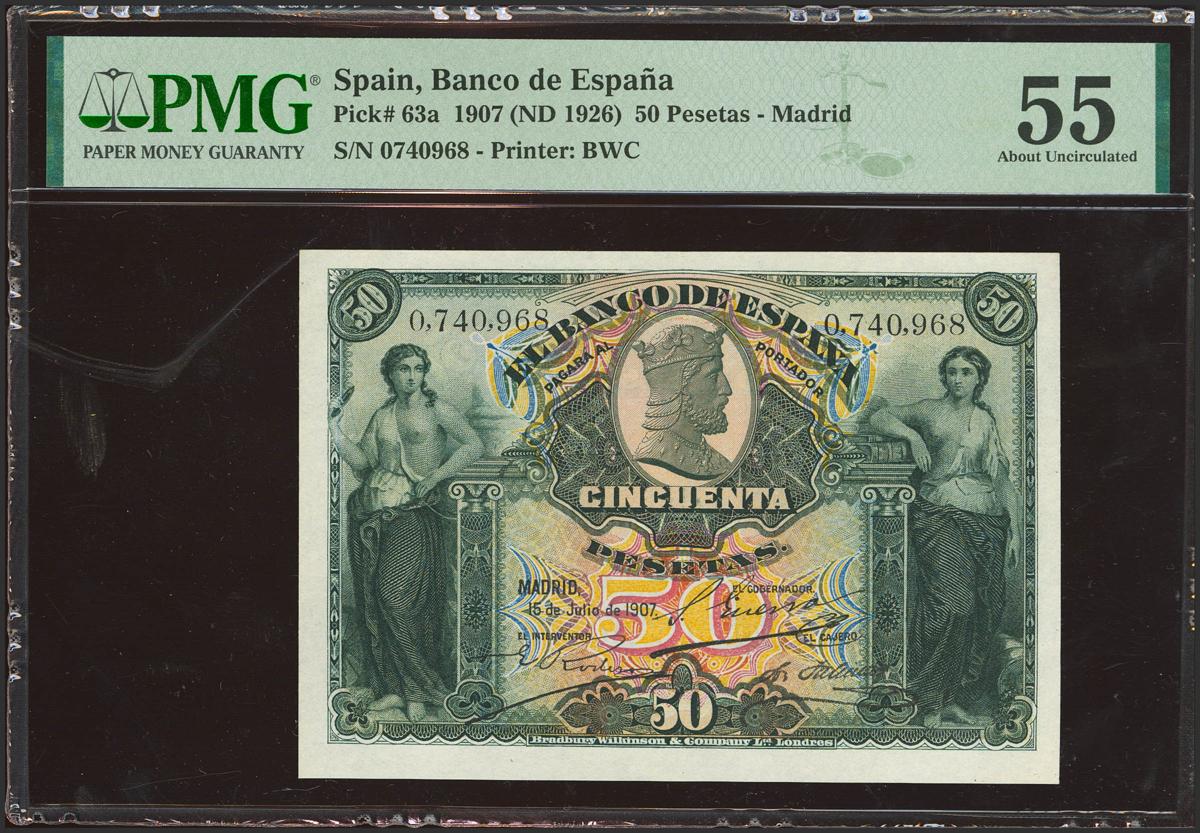 PMG®
PAPER MONEY GUARANTY
Spain, Banco de España
Pick# 63a 1907 (ND 1926) 50 Pesetas - Madrid
S/N 0740968 - Printer: BWC
55
About Uncirculated
50
50
0,740,968
0,740,968
EL BANCO DE ESPAÑA
PAGARÁ AL PORTADOR
CINCUENTA
PESETAS.
50
MADRID,
15 de Julio de 1907.
EL GOBERNADOR,
EL INTERVENTOR
EL CAJERO
50
Bradbury Wilkinson & Company Ltd. Londres